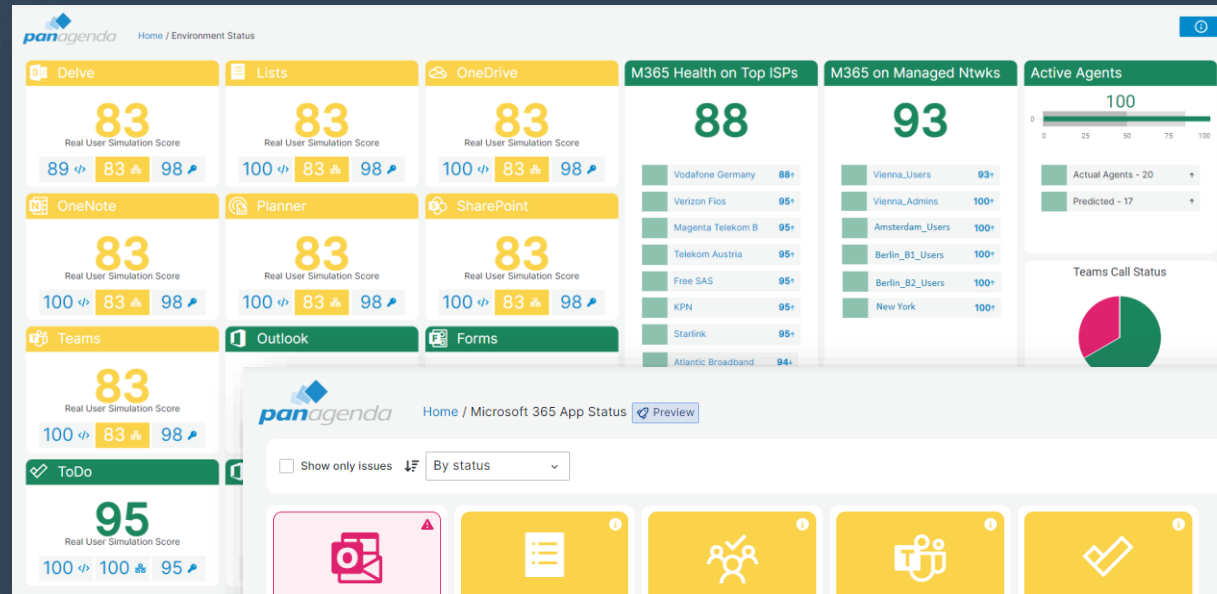 panagenda
Home / Environment Status
Delve
83
Real User Simulation Score
89 83 98
Lists
83
Real User Simulation Score
100 83 98
OneDrive
83
Real User Simulation Score
100 83 98
OneNote
83
Real User Simulation Score
100 83 98
Planner
83
Real User Simulation Score
100 83 98
SharePoint
83
Real User Simulation Score
100 83 98
Teams
83
Real User Simulation Score
100 83 98
Outlook
Forms
ToDo
95
Real User Simulation Score
100 100 95
M365 Health on Top ISPs
88
Vodafone Germany 88↑
Verizon Fios 95↑
Magenta Telekom B 95↑
Telekom Austria 95↑
Free SAS 95↑
KPN 95↑
Starlink 95↑
Atlantic Broadband 94↓
M365 on Managed Ntwks
93
Vienna_Users 93↑
Vienna_Admins 100↑
Amsterdam_Users 100↑
Berlin_B1_Users 100↑
Berlin_B2_Users 100↑
New York 100↑
Active Agents
100
0
0 25 50 75 100
Actual Agents - 20 ↑
Predicted - 17 ↑
Teams Call Status
panagenda
Home / Microsoft 365 App Status Preview
Show only issues By status